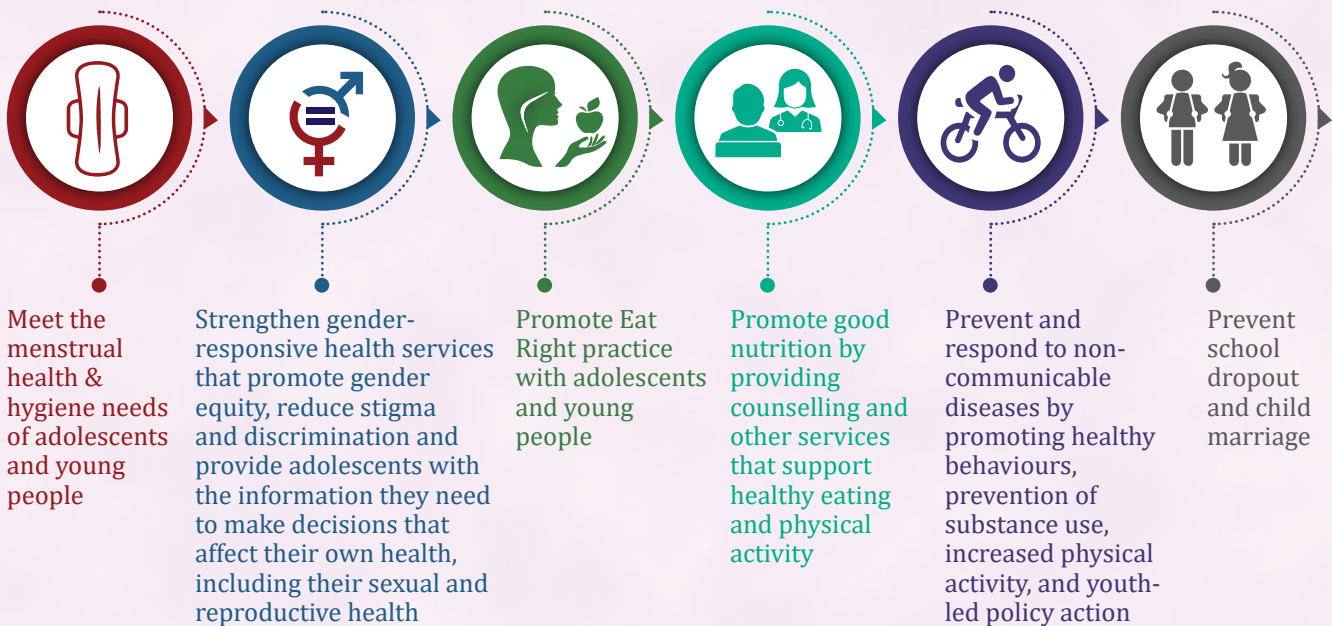 Meet the
menstrual
health &
hygiene needs
of adolescents
and young
people
Strengthen gender-
responsive health services
that promote gender
equity, reduce stigma
and discrimination and
provide adolescents with
the information they need
to make decisions that
affect their own health,
including their sexual and
reproductive health
Promote Eat
Right practice
with adolescents
and young
people
Promote good
nutrition by
providing
counselling and
other services
that support
healthy eating
and physical
activity
Prevent and
respond to non-
communicable
diseases by
promoting healthy
behaviours,
prevention of
substance use,
increased physical
activity, and youth-
led policy action
Prevent
school
dropout
and child
marriage